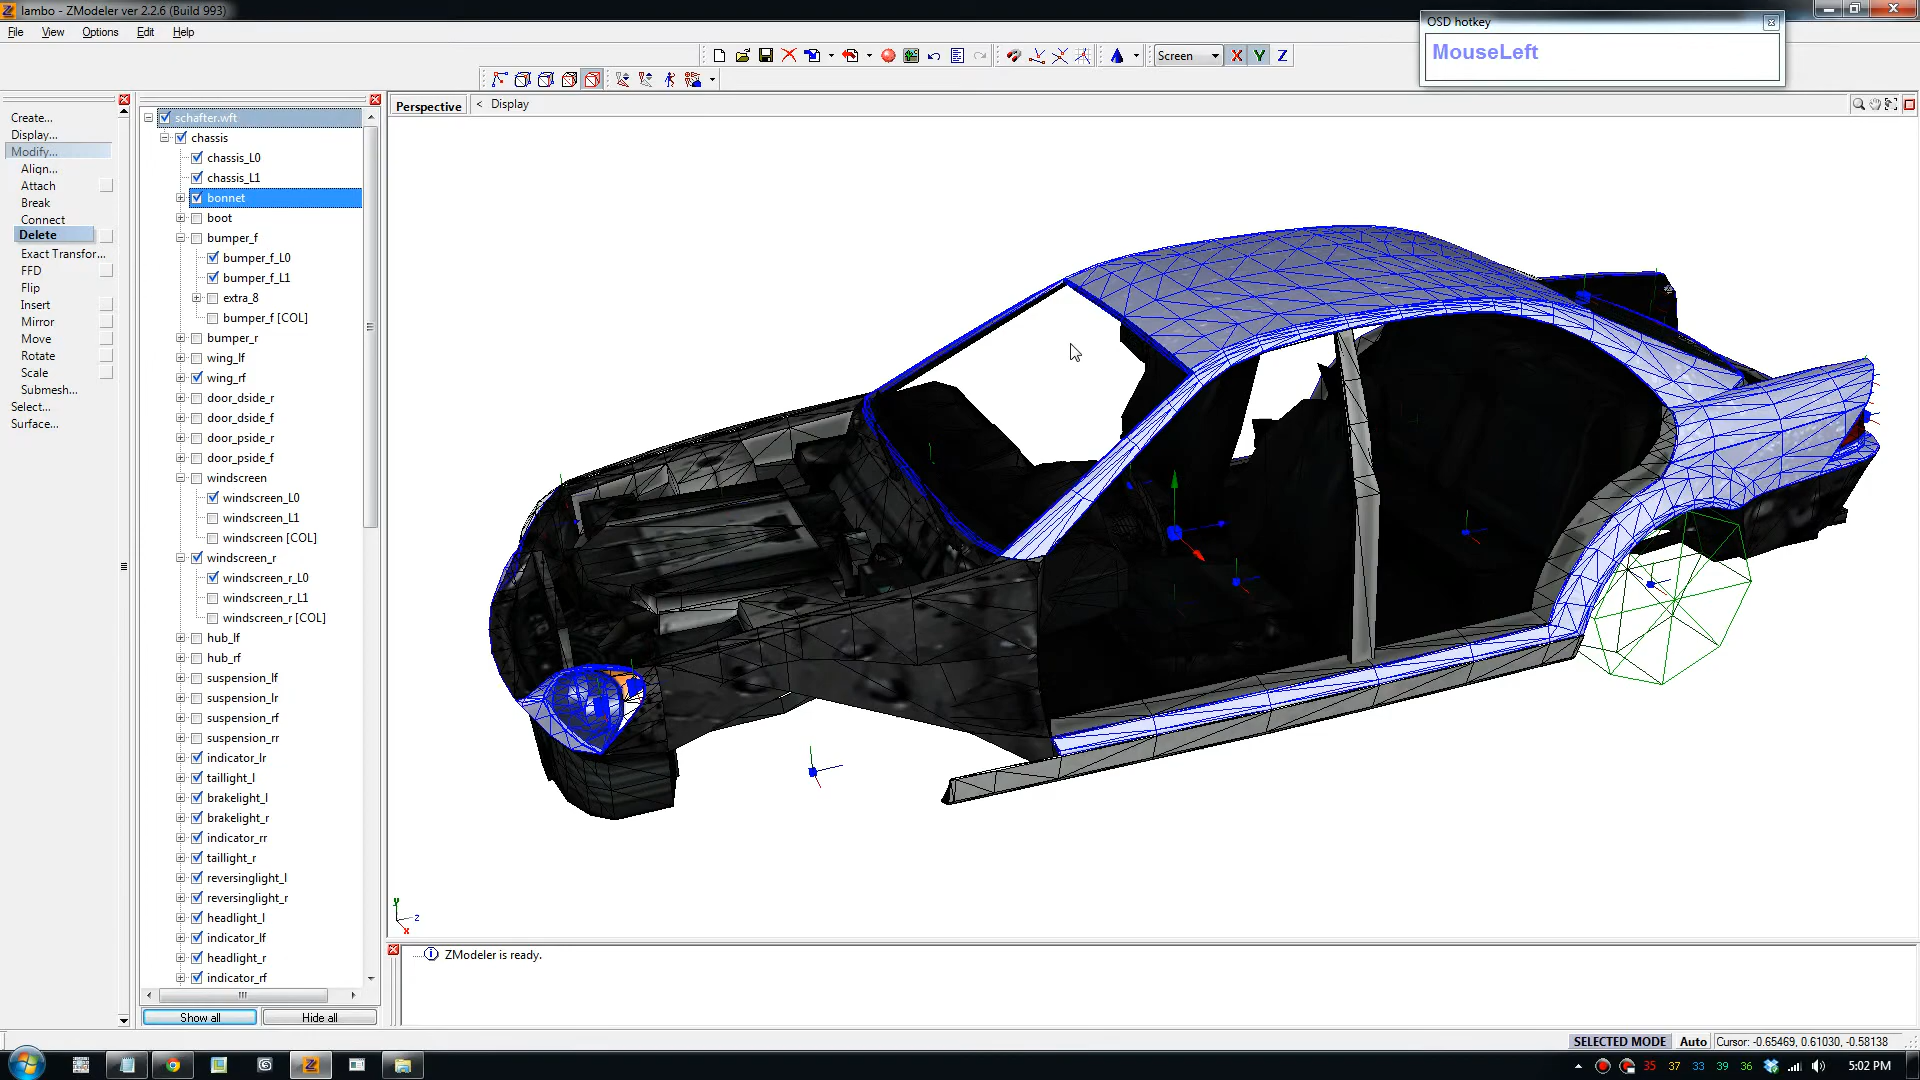 lambo - ZModeler ver 2.2.6 (Build 993)
OSD hotkey
MouseLeft
File View Options Edit Help
Screen X Y Z
Create...
Display...
Modify...
Align...
Attach
Break
Connect
Delete
Exact Transfor...
FFD
Flip
Insert
Mirror
Move
Rotate
Scale
Submesh...
Select...
Surface...
schafter.wft
chassis
chassis_L0
chassis_L1
bonnet
boot
bumper_f
bumper_f_L0
bumper_f_L1
extra_8
bumper_f [COL]
bumper_r
wing_lf
wing_rf
door_dside_r
door_dside_f
door_pside_r
door_pside_f
windscreen
windscreen_L0
windscreen_L1
windscreen [COL]
windscreen_r
windscreen_r_L0
windscreen_r_L1
windscreen_r [COL]
hub_lf
hub_rf
suspension_lf
suspension_lr
suspension_rf
suspension_rr
indicator_lr
taillight_l
brakelight_l
brakelight_r
indicator_rr
taillight_r
reversinglight_l
reversinglight_r
headlight_l
indicator_lf
headlight_r
indicator_rf
Show all Hide all
Perspective < Display
y z x
ZModeler is ready.
SELECTED MODE Auto Cursor: -0.65469, 0.61030, -0.58138
35 37 33 39 36 5:02 PM